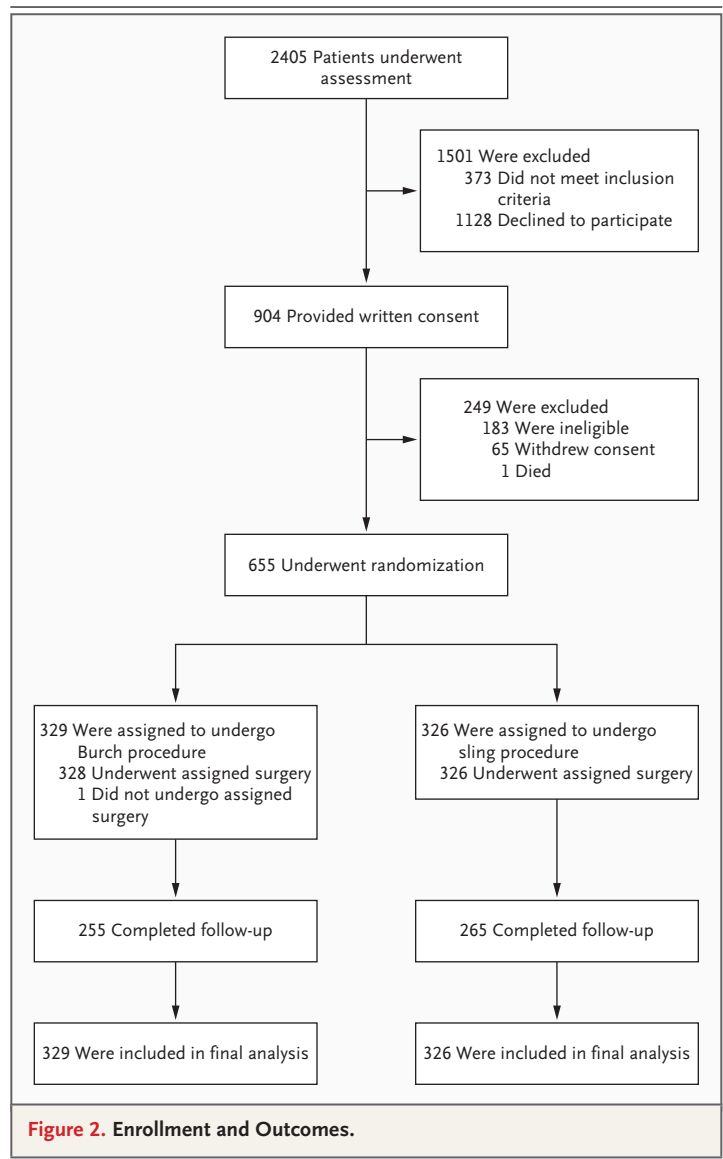 2405 Patients underwent
assessment
1501 Were excluded
373 Did not meet inclusion
criteria
1128 Declined to participate
904 Provided written consent
249 Were excluded
183 Were ineligible
65 Withdrew consent
1 Died
655 Underwent randomization
329 Were assigned to undergo
Burch procedure
328 Underwent assigned surgery
1 Did not undergo assigned
surgery
326 Were assigned to undergo
sling procedure
326 Underwent assigned surgery
255 Completed follow-up
265 Completed follow-up
329 Were included in final analysis
326 Were included in final analysis
Figure 2. Enrollment and Outcomes.